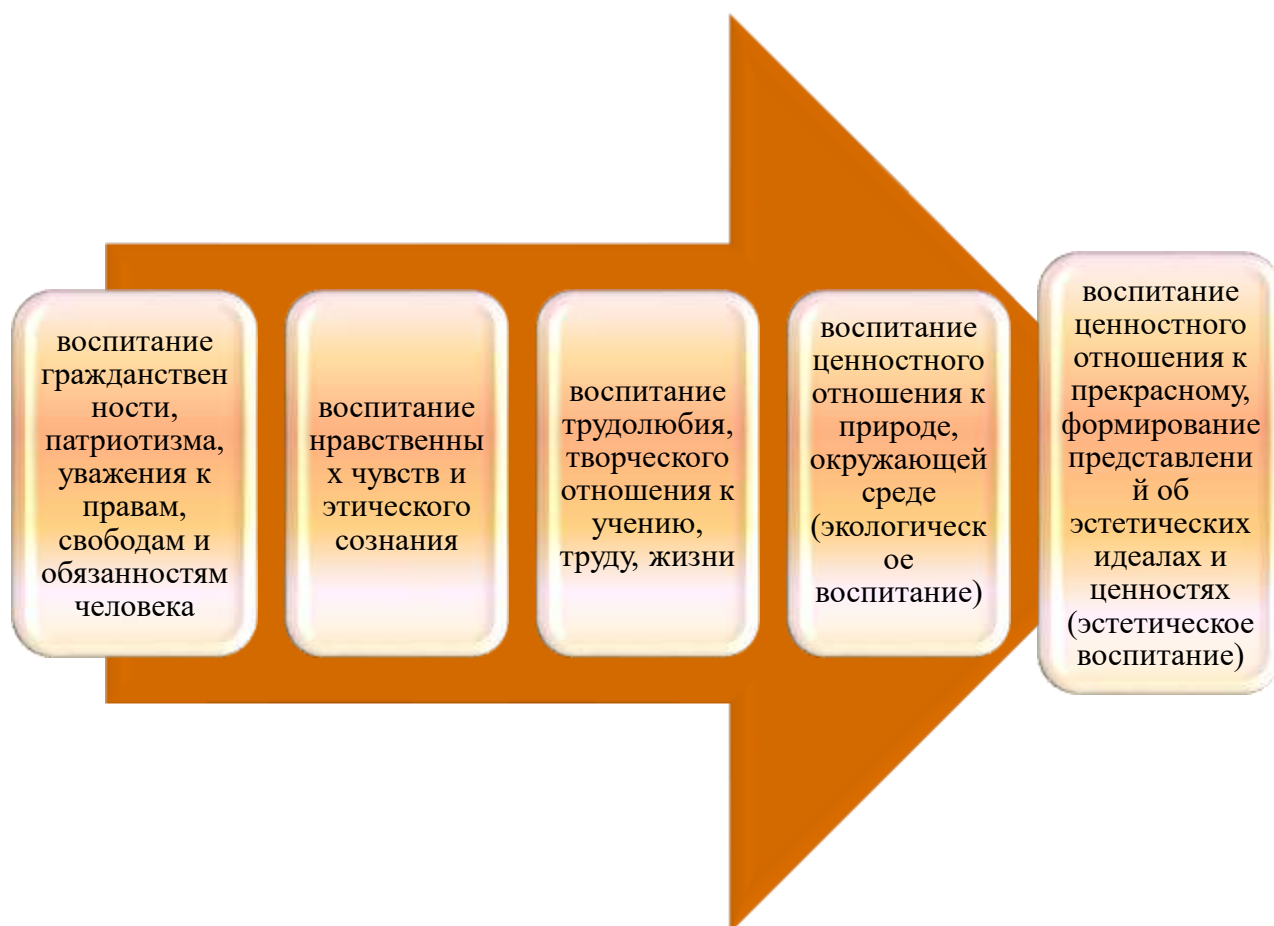 воспитание
гражданствен
ности,
патриотизма,
уважения к
правам,
свободам и
обязанностям
человека
воспитание
нравственны
х чувств и
этического
сознания
воспитание
трудолюбия,
творческого
отношения к
учению,
труду, жизни
воспитание
ценностного
отношения к
природе,
окружающей
среде
(экологическ
ое
воспитание)
воспитание
ценностного
отношения к
прекрасному,
формирование
представлени
й об
эстетических
идеалах и
ценностях
(эстетическое
воспитание)